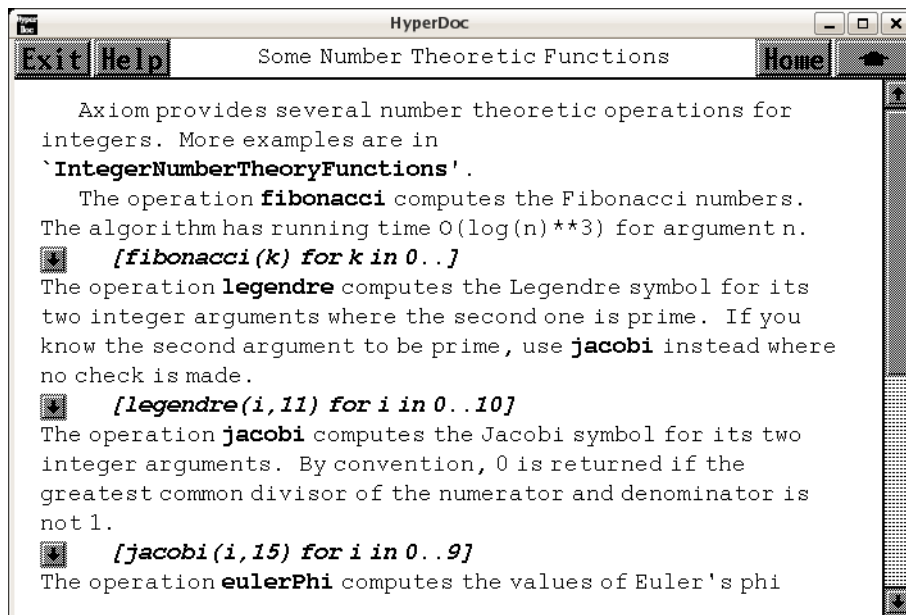 Hyper
Doc
HyperDoc
Exit Help Some Number Theoretic Functions Home
Axiom provides several number theoretic operations for
integers. More examples are in
`IntegerNumberTheoryFunctions'.
The operation fibonacci computes the Fibonacci numbers.
The algorithm has running time O(log(n)**3) for argument n.
[fibonacci(k) for k in 0..]
The operation legendre computes the Legendre symbol for its
two integer arguments where the second one is prime. If you
know the second argument to be prime, use jacobi instead where
no check is made.
[legendre(i,11) for i in 0..10]
The operation jacobi computes the Jacobi symbol for its two
integer arguments. By convention, 0 is returned if the
greatest common divisor of the numerator and denominator is
not 1.
[jacobi(i,15) for i in 0..9]
The operation eulerPhi computes the values of Euler's phi